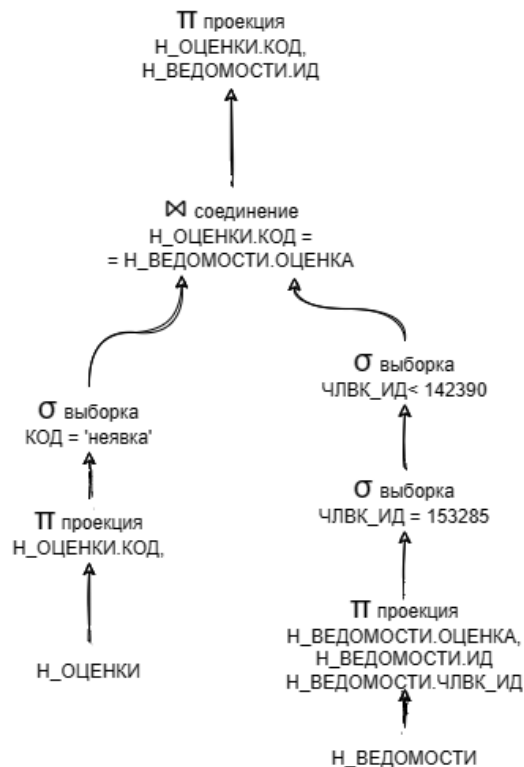 π проекция
Н_ОЦЕНКИ.КОД,
Н_ВЕДОМОСТИ.ИД
⋈ соединение
Н_ОЦЕНКИ.КОД =
= Н_ВЕДОМОСТИ.ОЦЕНКА
σ выборка
КОД = 'неявка'
π проекция
Н_ОЦЕНКИ.КОД,
Н_ОЦЕНКИ
σ выборка
ЧЛВК_ИД< 142390
σ выборка
ЧЛВК_ИД = 153285
π проекция
Н_ВЕДОМОСТИ.ОЦЕНКА,
Н_ВЕДОМОСТИ.ИД
Н_ВЕДОМОСТИ.ЧЛВК_ИД
Н_ВЕДОМОСТИ